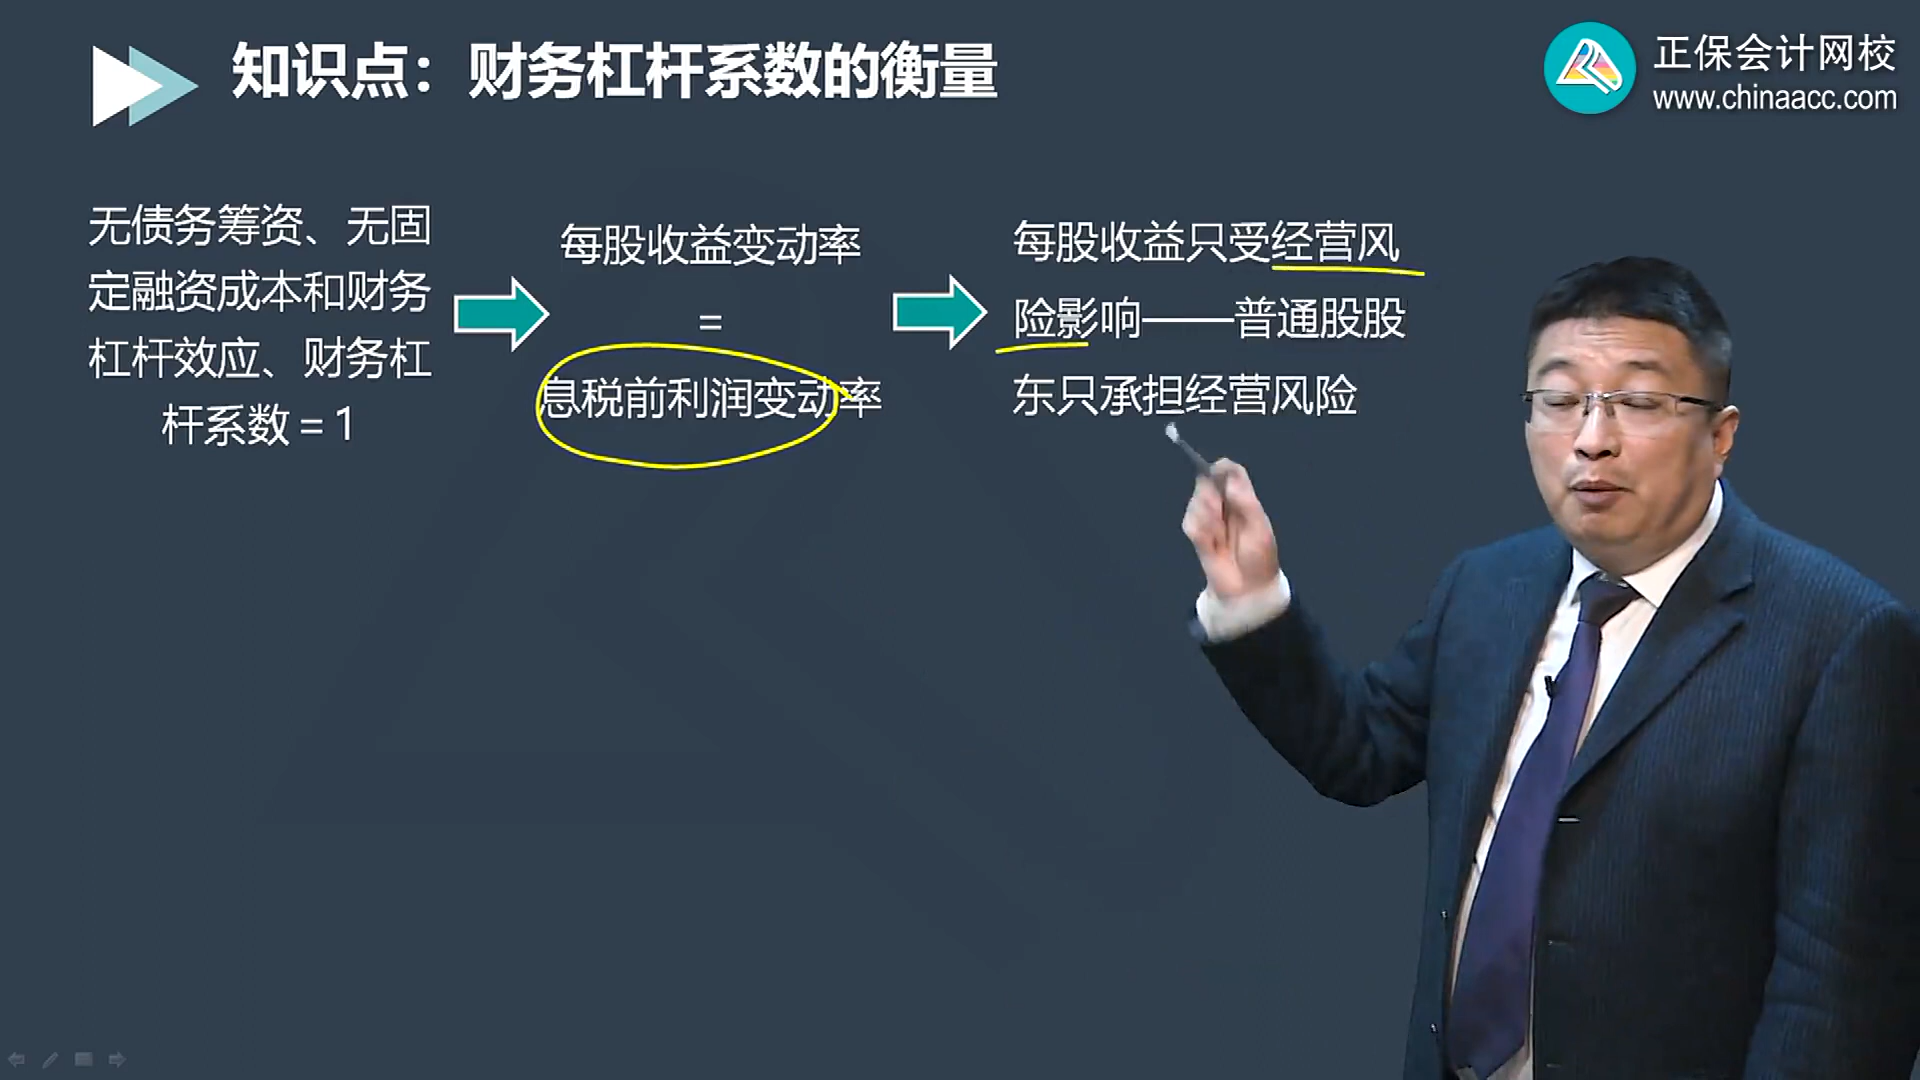 知识点：财务杠杆系数的衡量
正保会计网校
www.chinaacc.com
无债务筹资、无固
定融资成本和财务
杠杆效应、财务杠
杆系数＝1
每股收益变动率
=
息税前利润变动率
每股收益只受经营风
险影响——普通股股
东只承担经营风险